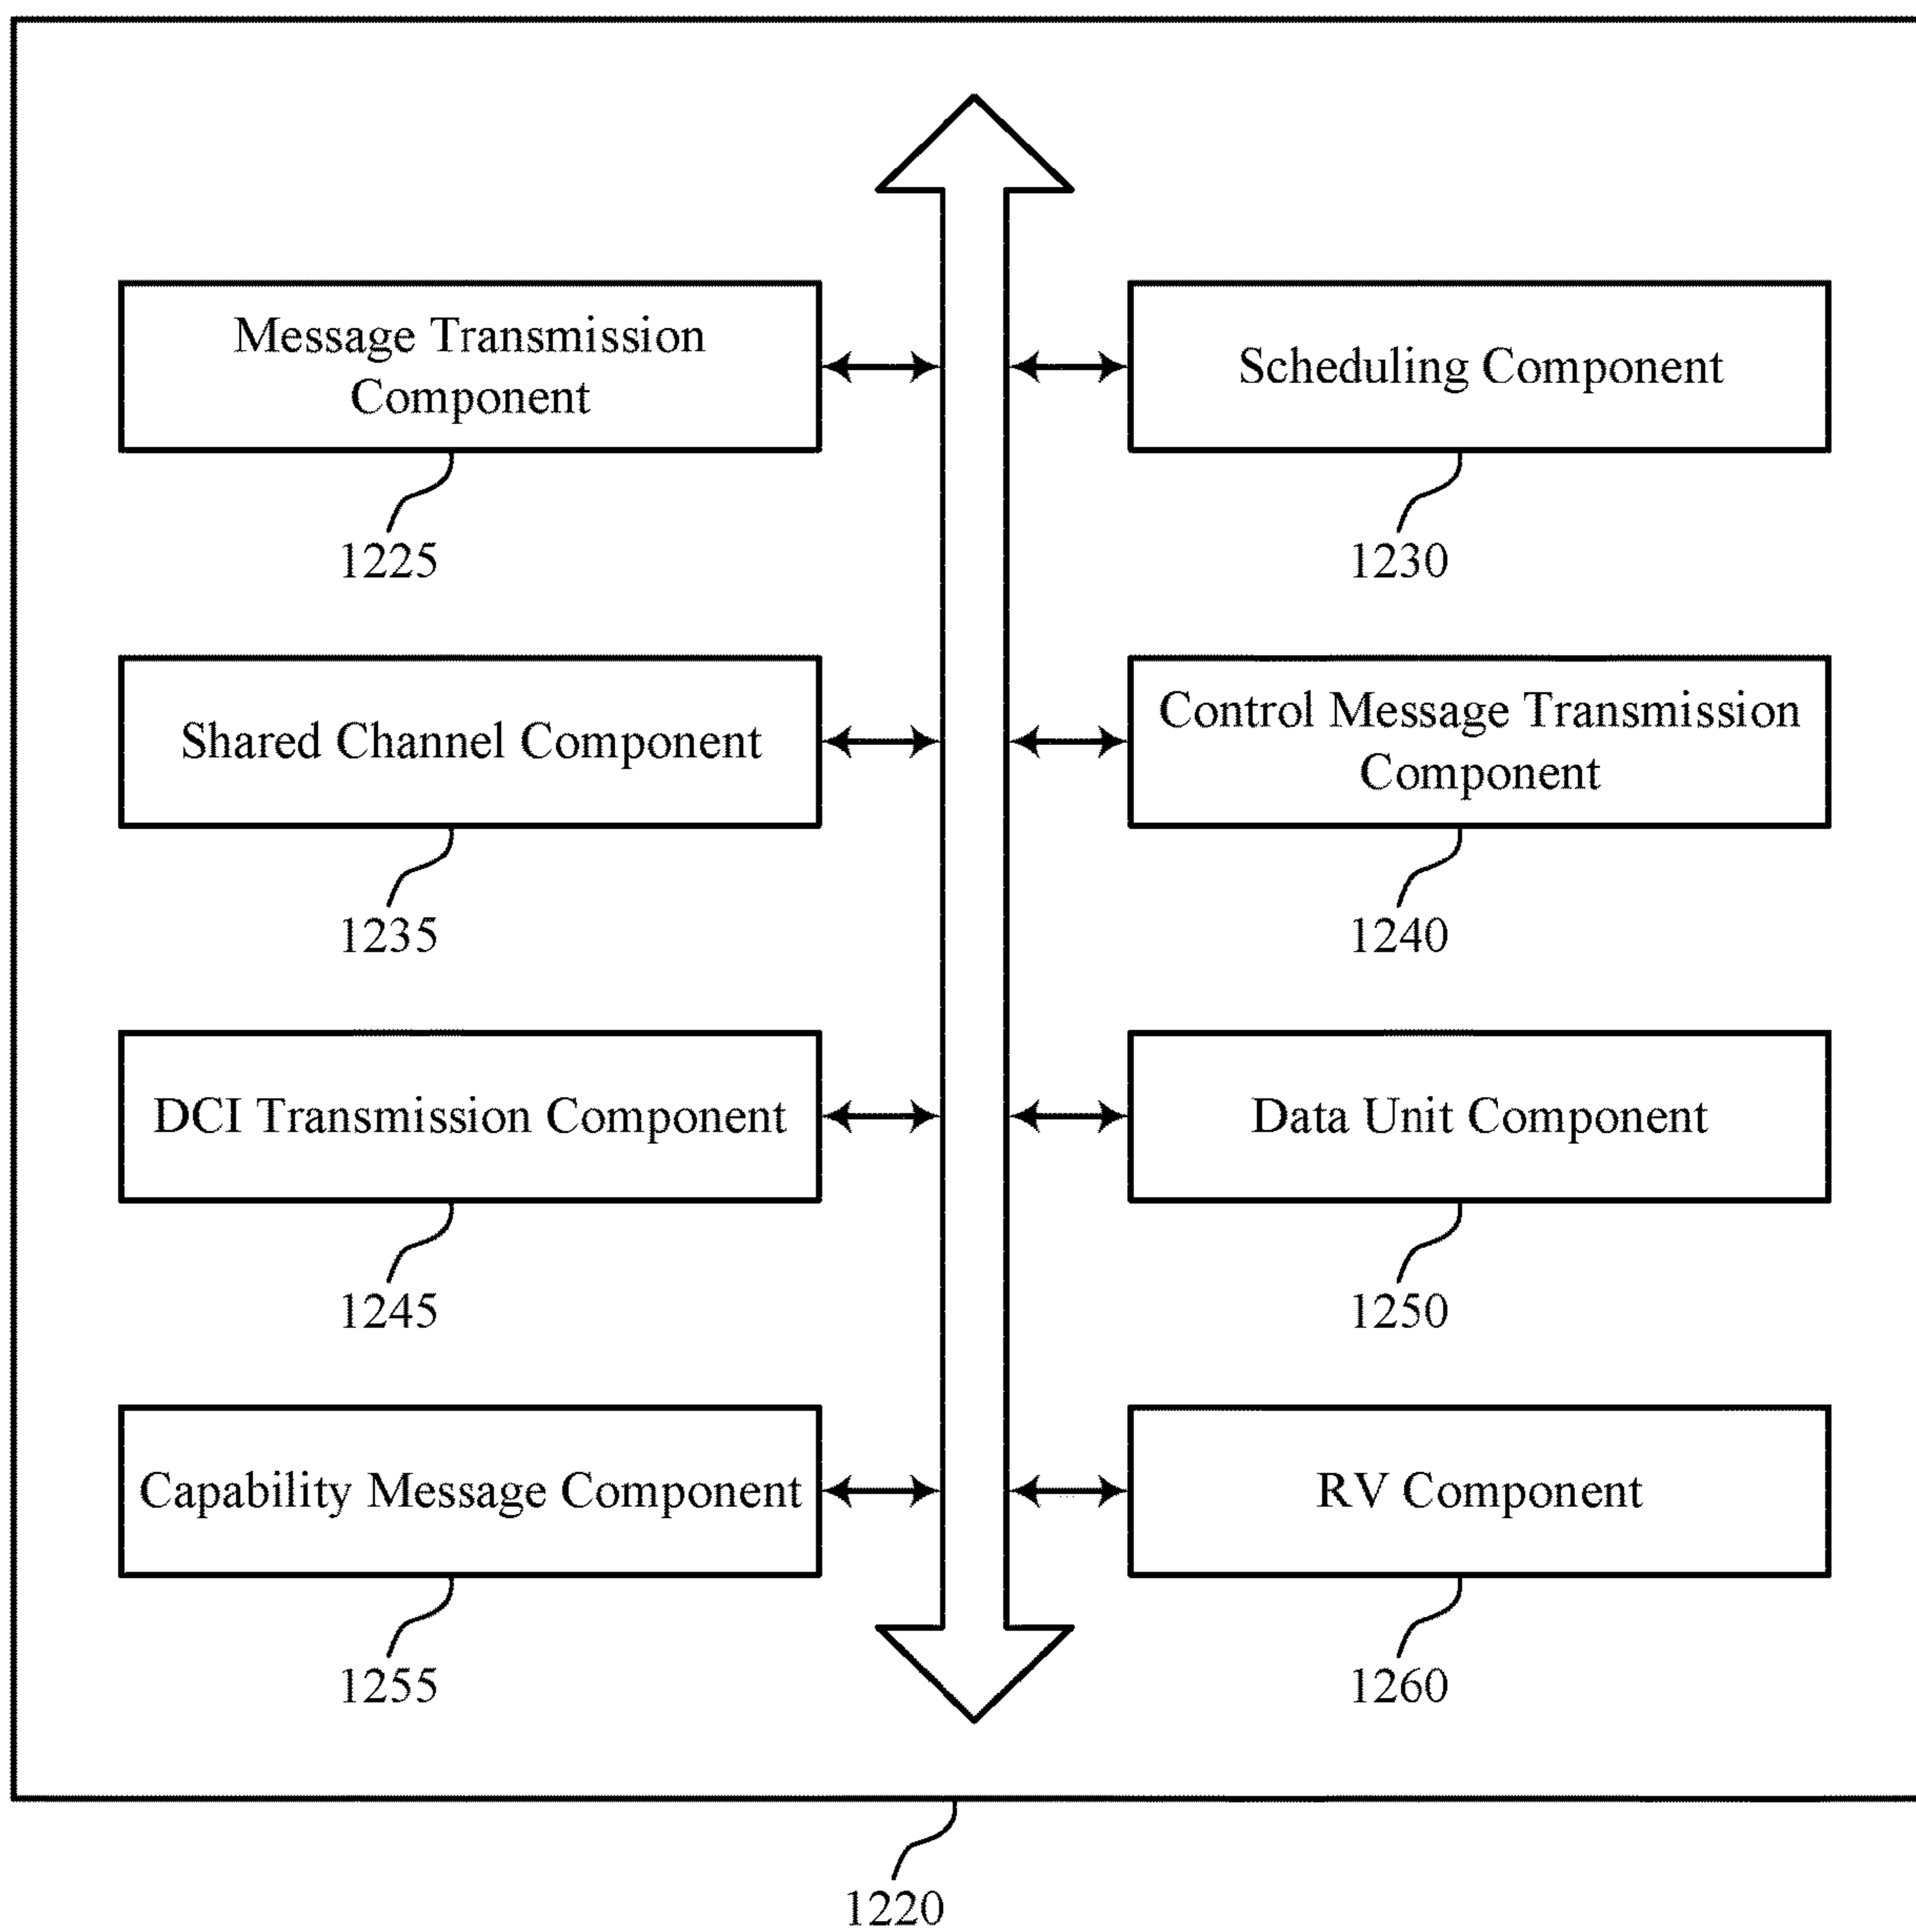 Message Transmission
Component
Scheduling Component
1225
1230
Shared Channel Component
Control Message Transmission
Component
1235
1240
DCI Transmission Component
Data Unit Component
1245
1250
Capability Message Component
RV Component
1255
1260
1220